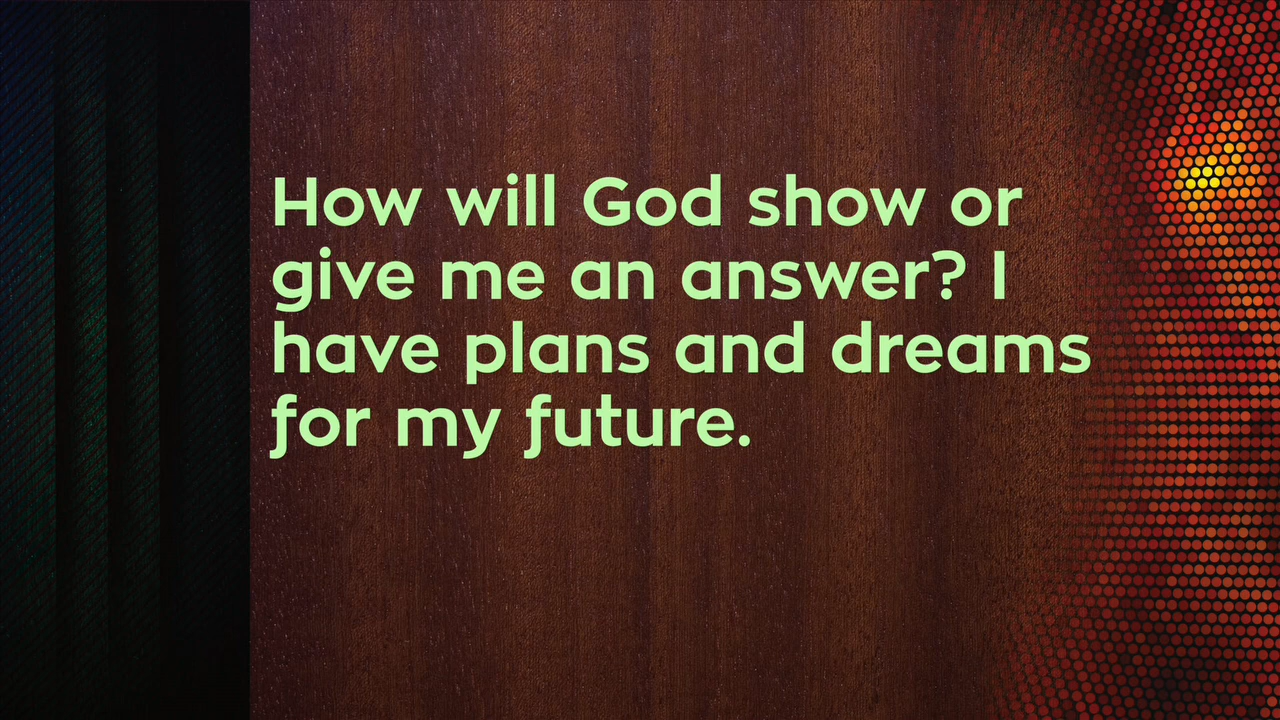 How will God show or
give me an answer? I
have plans and dreams
for my future.